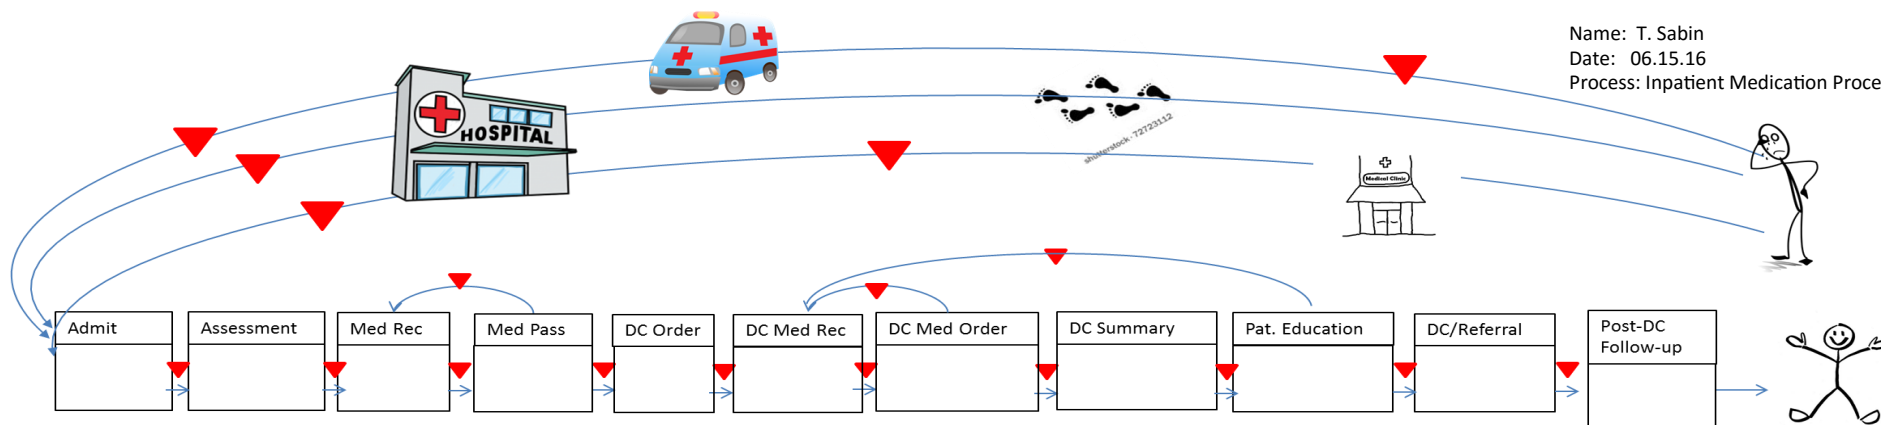 Name: T. Sabin
Date: 06.15.16
Process: Inpatient Medication Proce
HOSPITAL
shutterstock · 72723112
Medical Clinic
Admit
Assessment
Med Rec
Med Pass
DC Order
DC Med Rec
DC Med Order
DC Summary
Pat. Education
DC/Referral
Post-DC
Follow-up